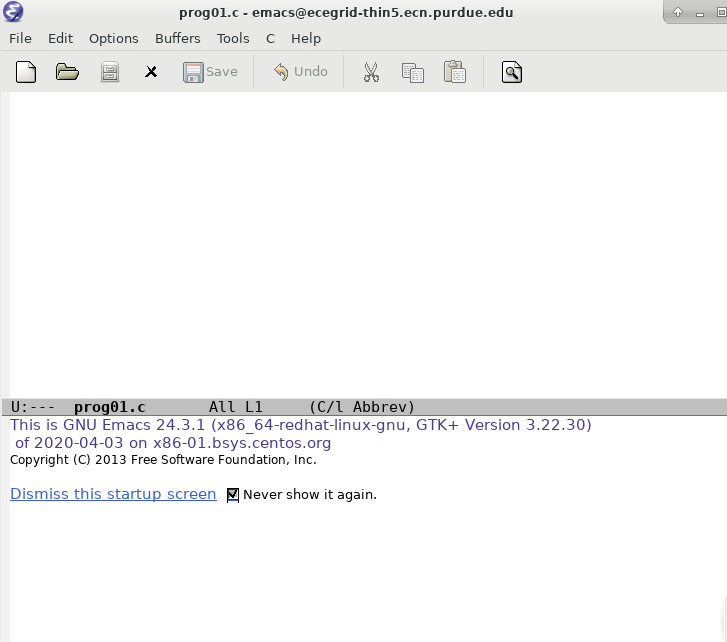 prog01.c - emacs@ecegrid-thin5.ecn.purdue.edu
File Edit Options Buffers Tools C Help
Save Undo
U:--- prog01.c All L1 (C/l Abbrev)
This is GNU Emacs 24.3.1 (x86_64-redhat-linux-gnu, GTK+ Version 3.22.30)
of 2020-04-03 on x86-01.bsys.centos.org
Copyright (C) 2013 Free Software Foundation, Inc.
Dismiss this startup screen Never show it again.